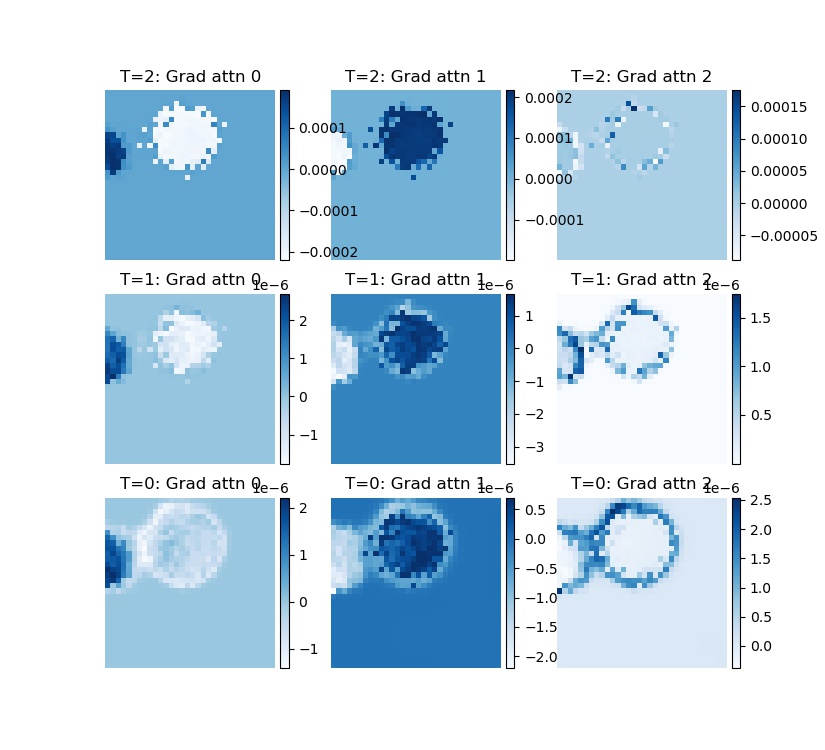 T=2: Grad attn 0
0.0001
0.0000
−0.0001
−0.0002
T=2: Grad attn 1
0.0002
0.0001
0.0000
−0.0001
T=2: Grad attn 2
0.00015
0.00010
0.00005
0.00000
−0.00005
T=1: Grad attn 0
1e−6
2
1
0
−1
T=1: Grad attn 1
1e−6
1
0
−1
−2
−3
T=1: Grad attn 2
1e−6
1.5
1.0
0.5
T=0: Grad attn 0
1e−6
2
1
0
−1
T=0: Grad attn 1
1e−6
0.5
0.0
−0.5
−1.0
−1.5
−2.0
T=0: Grad attn 2
1e−6
2.5
2.0
1.5
1.0
0.5
0.0